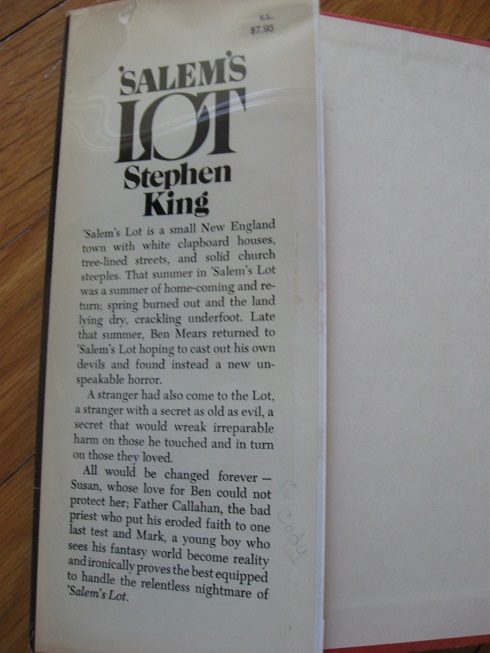 S.L.
$7.95
'SALEM'S
LOT
Stephen
King
'Salem's Lot is a small New England
town with white clapboard houses,
tree-lined streets, and solid church
steeples. That summer in 'Salem's Lot
was a summer of home-coming and re-
turn; spring burned out and the land
lying dry, crackling underfoot. Late
that summer, Ben Mears returned to
'Salem's Lot hoping to cast out his own
devils and found instead a new un-
speakable horror.
A stranger had also come to the Lot,
a stranger with a secret as old as evil, a
secret that would wreak irreparable
harm on those he touched and in turn
on those they loved.
All would be changed forever —
Susan, whose love for Ben could not
protect her; Father Callahan, the bad
priest who put his eroded faith to one
last test and Mark, a young boy who
sees his fantasy world become reality
and ironically proves the best equipped
to handle the relentless nightmare of
'Salem's Lot.
Cody